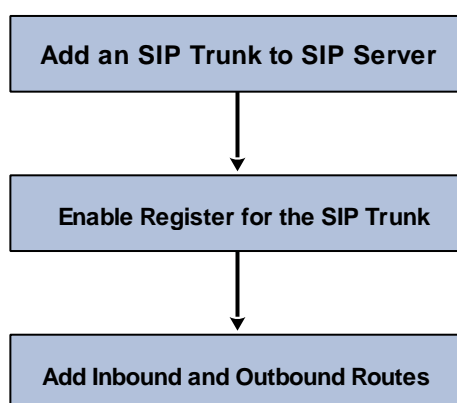 Add an SIP Trunk to SIP Server
Enable Register for the SIP Trunk
Add Inbound and Outbound Routes